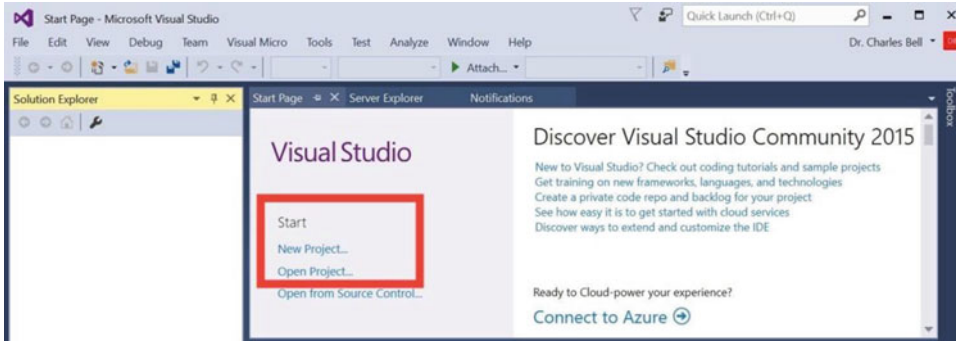 Start Page - Microsoft Visual Studio
Quick Launch (Ctrl+Q)
File Edit View Debug Team Visual Micro Tools Test Analyze Window Help
Dr. Charles Bell
Attach...
Solution Explorer
Start Page Server Explorer Notifications
Toolbox
Visual Studio
Start
New Project...
Open Project...
Open from Source Control...
Discover Visual Studio Community 2015
New to Visual Studio? Check out coding tutorials and sample projects
Get training on new frameworks, languages, and technologies
Create a private code repo and backlog for your project
See how easy it is to get started with cloud services
Discover ways to extend and customize the IDE
Ready to Cloud-power your experience?
Connect to Azure